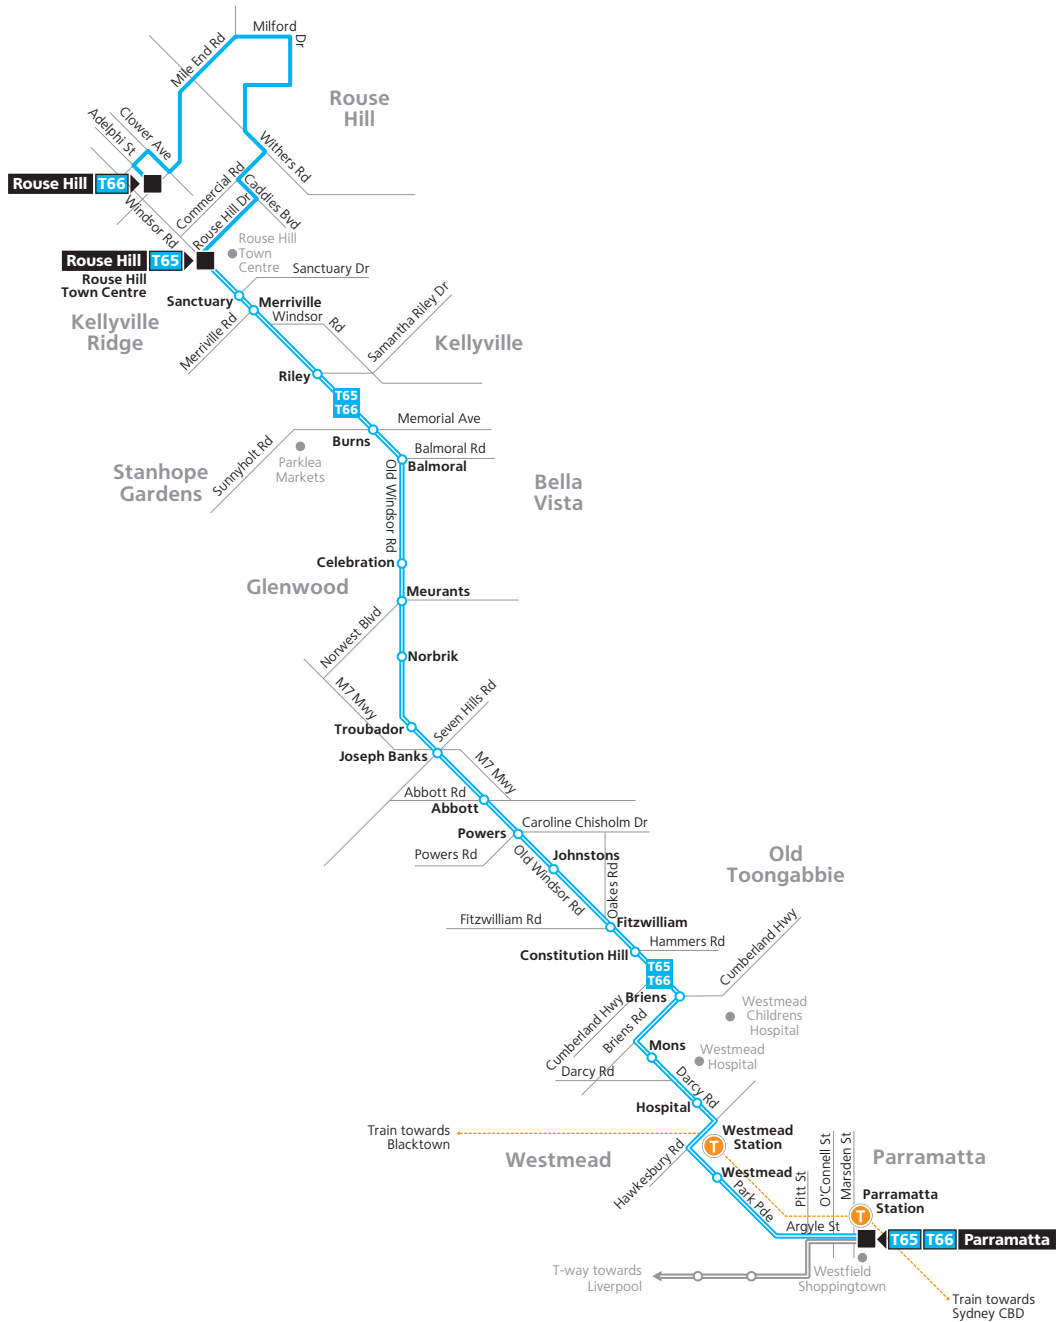 Milford
Dr
Mile End Rd
Rouse
Hill
Clower Ave
Adelphi St
Withers Rd
Rouse Hill T66
Commercial Rd
Caddies Bvd
Windsor Rd
Rouse Hill Dr
Rouse Hill
Town
Centre
Rouse Hill T65
Rouse Hill
Town Centre
Sanctuary Dr
Sanctuary
Merriville
Windsor
Rd
Kellyville
Ridge
Merriville Rd
Samantha Riley Dr
Kellyville
Riley
T65
T66
Memorial Ave
Burns
Sunnyholt Rd
Balmoral Rd
Balmoral
Parklea
Markets
Stanhope
Gardens
Old Windsor Rd
Bella
Vista
Celebration
Glenwood
Meurants
Norwest Blvd
Norbrik
M7 Mwy
Seven Hills Rd
Troubador
Joseph Banks
M7 Mwy
Abbott Rd
Abbott
Caroline Chisholm Dr
Powers
Powers Rd
Johnstons
Old Windsor Rd
Oakes Rd
Old
Toongabbie
Fitzwilliam Rd
Fitzwilliam
Hammers Rd
Constitution Hill
Cumberland Hwy
T65
T66
Briens
Cumberland Hwy
Briens Rd
Westmead
Childrens
Hospital
Mons
Westmead
Hospital
Darcy Rd
Darcy Rd
Hospital
Train towards
Blacktown
T
Westmead
Station
Westmead
Hawkesbury Rd
Westmead
Park Pde
Pitt St
O'Connell St
Marsden St
Parramatta
Parramatta
Station
T
Argyle St
T65 T66 Parramatta
T-way towards
Liverpool
Westfield
Shoppingtown
Train towards
Sydney CBD